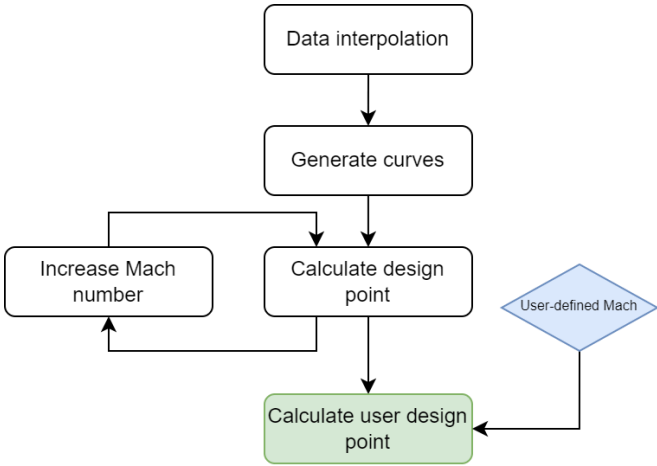 Data interpolation
Generate curves
Increase Mach
number
Calculate design
point
User-defined Mach
Calculate user design
point